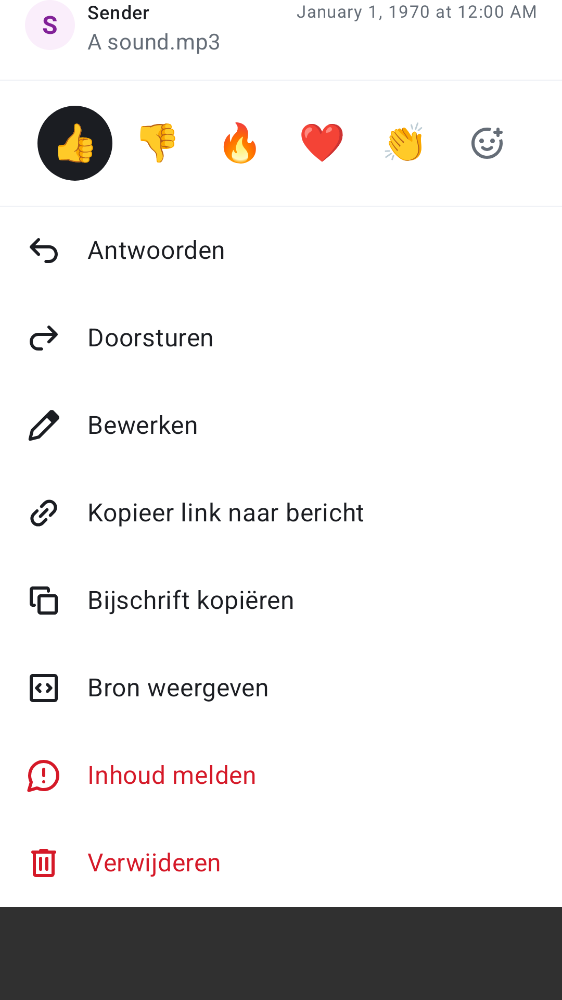 S
Sender
January 1, 1970 at 12:00 AM
A sound.mp3
Antwoorden
Doorsturen
Bewerken
Kopieer link naar bericht
Bijschrift kopiëren
Bron weergeven
Inhoud melden
Verwijderen